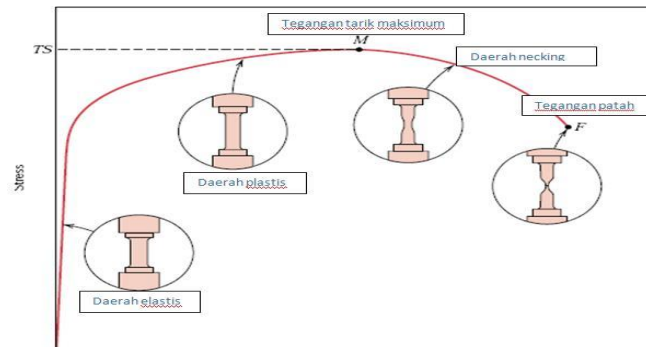 Tegangan tarik maksimum
TS
M
Daerah necking
Tegangan patah
F
Daerah plastis
Stress
Daerah elastis